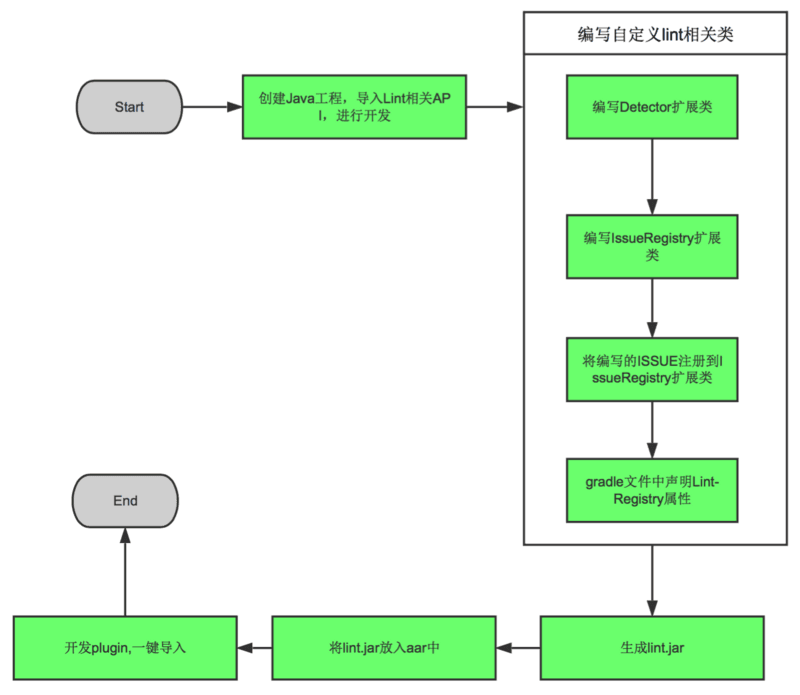 编写自定义lint相关类
Start
创建Java工程，导入Lint相关AP
I，进行开发
编写Detector扩展类
编写IssueRegistry扩展
类
将编写的ISSUE注册到I
ssueRegistry扩展类
gradle文件中声明Lint-
Registry属性
End
开发plugin,一键导入
将lint.jar放入aar中
生成lint.jar